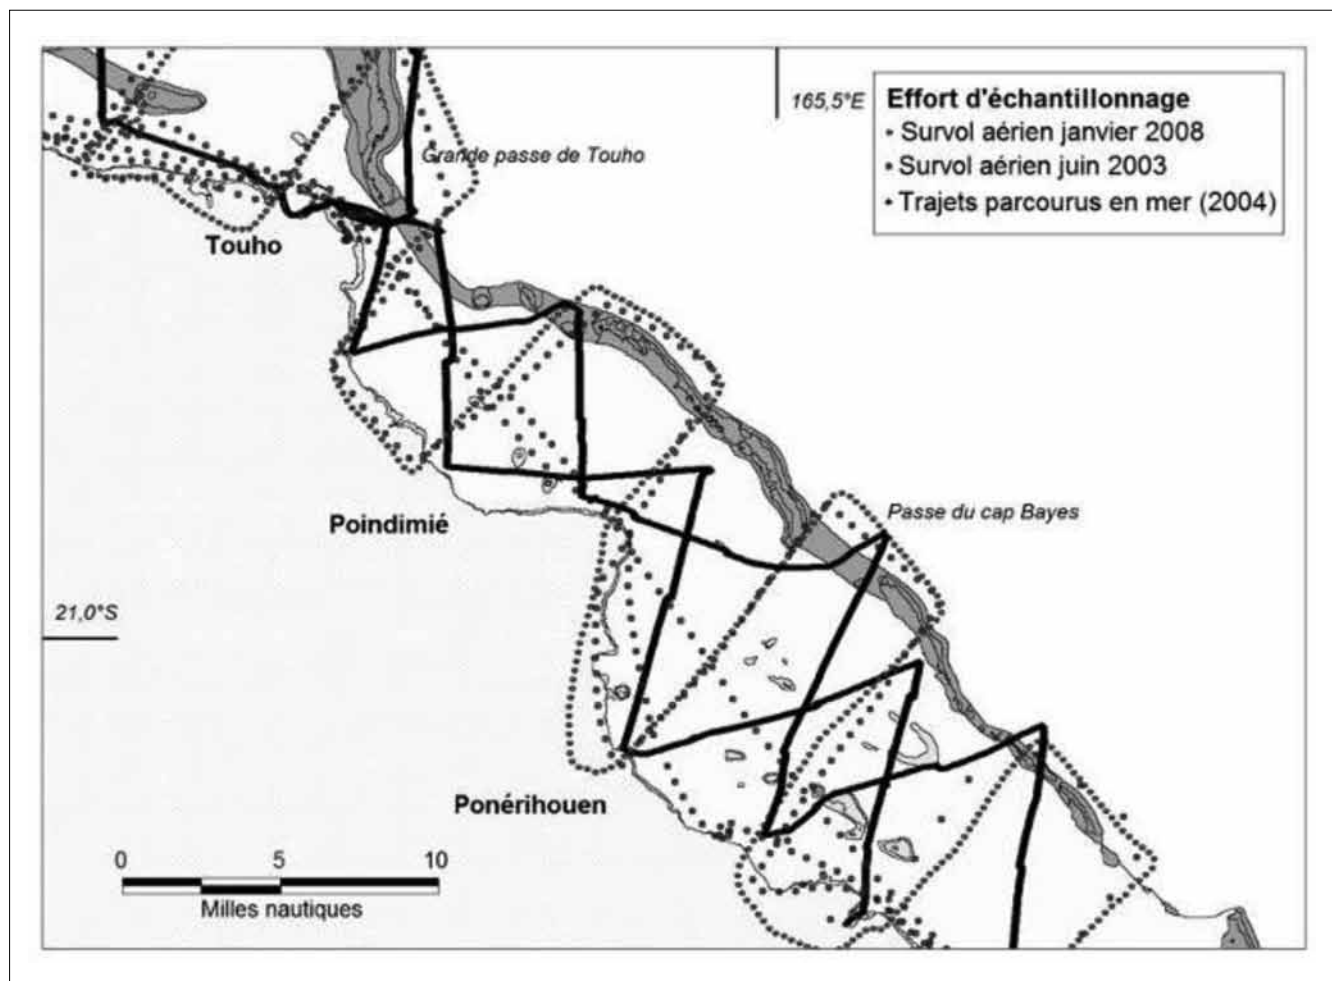 165,5°E
Effort d'échantillonnage
• Survol aérien janvier 2008
• Survol aérien juin 2003
• Trajets parcourus en mer (2004)
Grande passe de Touho
Touho
Passe du cap Bayes
Poindimié
21,0°S
Ponérihouen
0 5 10
Milles nautiques